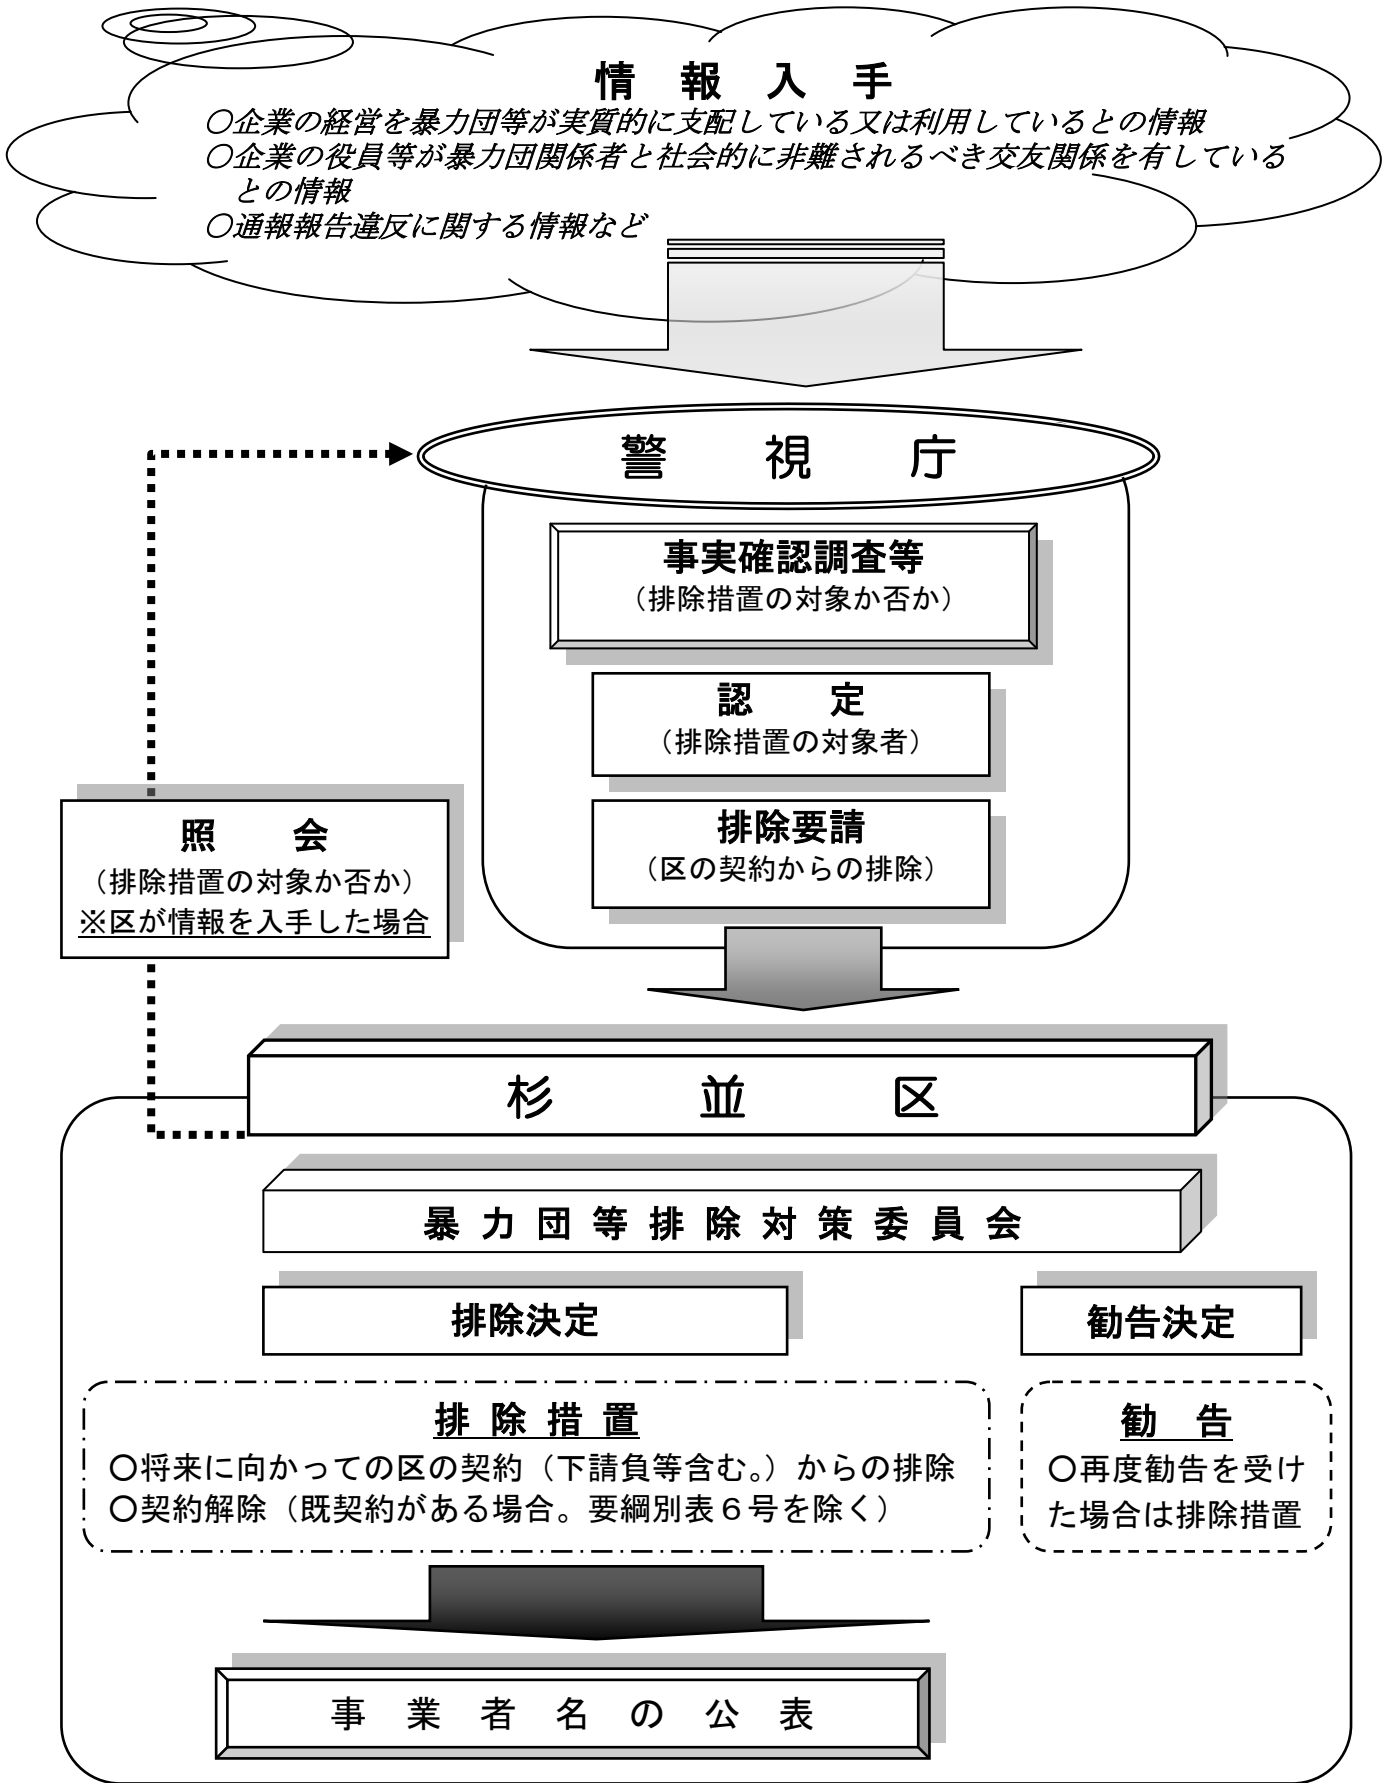 情　報　入　手
○企業の経営を暴力団等が実質的に支配している又は利用しているとの情報
○企業の役員等が暴力団関係者と社会的に非難されるべき交友関係を有している
との情報
○通報報告違反に関する情報など
警　視　庁
事実確認調査等
（排除措置の対象か否か）
認　　定
（排除措置の対象者）
排除要請
（区の契約からの排除）
照　　会
（排除措置の対象か否か）
※区が情報を入手した場合
杉　並　区
暴力団等排除対策委員会
排除決定
勧告決定
排除措置
○将来に向かっての区の契約（下請負等含む。）からの排除
○契約解除（既契約がある場合。要綱別表６号を除く）
勧　告
○再度勧告を受け
た場合は排除措置
事業者名の公表